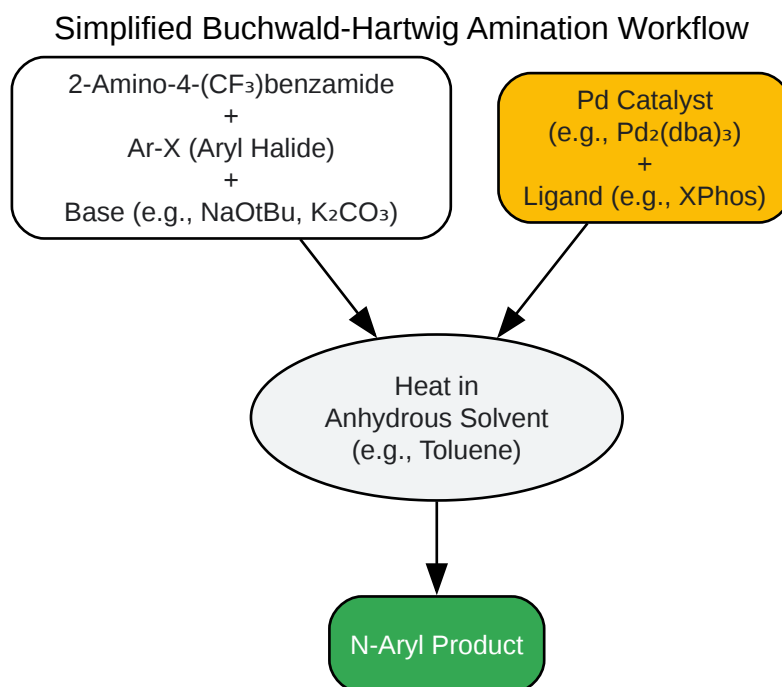 Simplified Buchwald-Hartwig Amination Workflow
2-Amino-4-(CF₃)benzamide
+
Ar-X (Aryl Halide)
+
Base (e.g., NaOtBu, K₂CO₃)
Pd Catalyst
(e.g., Pd₂(dba)₃)
+
Ligand (e.g., XPhos)
Heat in
Anhydrous Solvent
(e.g., Toluene)
N-Aryl Product